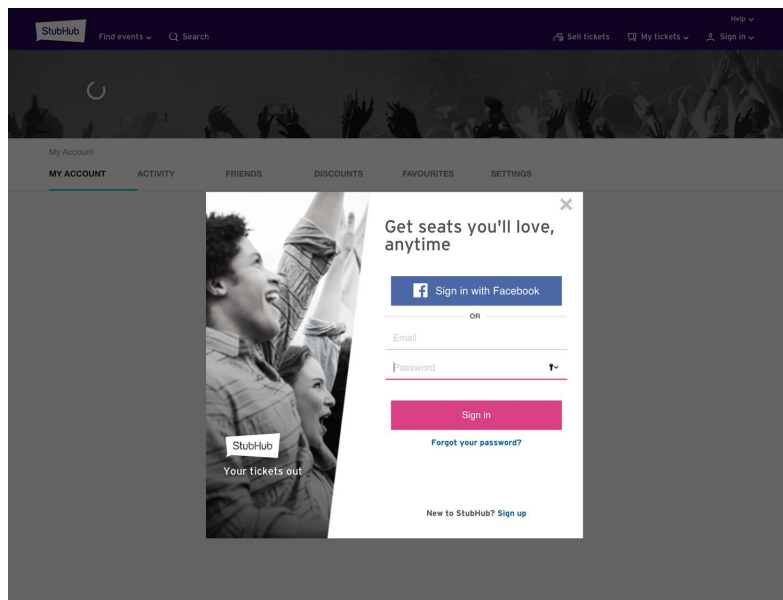 Help
StubHub
Find events
Search
Sell tickets
My tickets
Sign in
My Account
MY ACCOUNT
ACTIVITY
FRIENDS
DISCOUNTS
FAVOURITES
SETTINGS
Get seats you'll love,
anytime
Sign in with Facebook
OR
Email
Password
Sign in
Forgot your password?
StubHub
Your tickets out
New to StubHub? Sign up